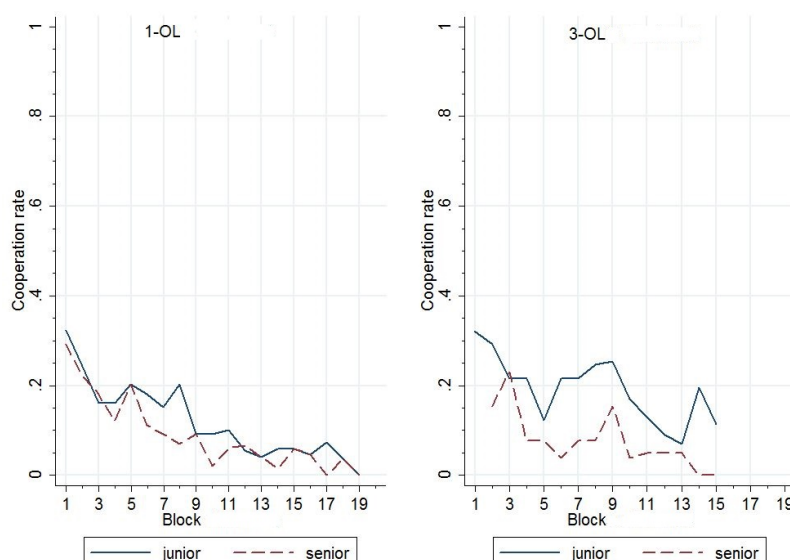 1-OL
Cooperation rate
0 .2 .4 .6 .8 1
1 3 5 7 9 11 13 15 17 19
Block
junior senior
3-OL
Cooperation rate
0 .2 .4 .6 .8 1
1 3 5 7 9 11 13 15 17 19
Block
junior senior